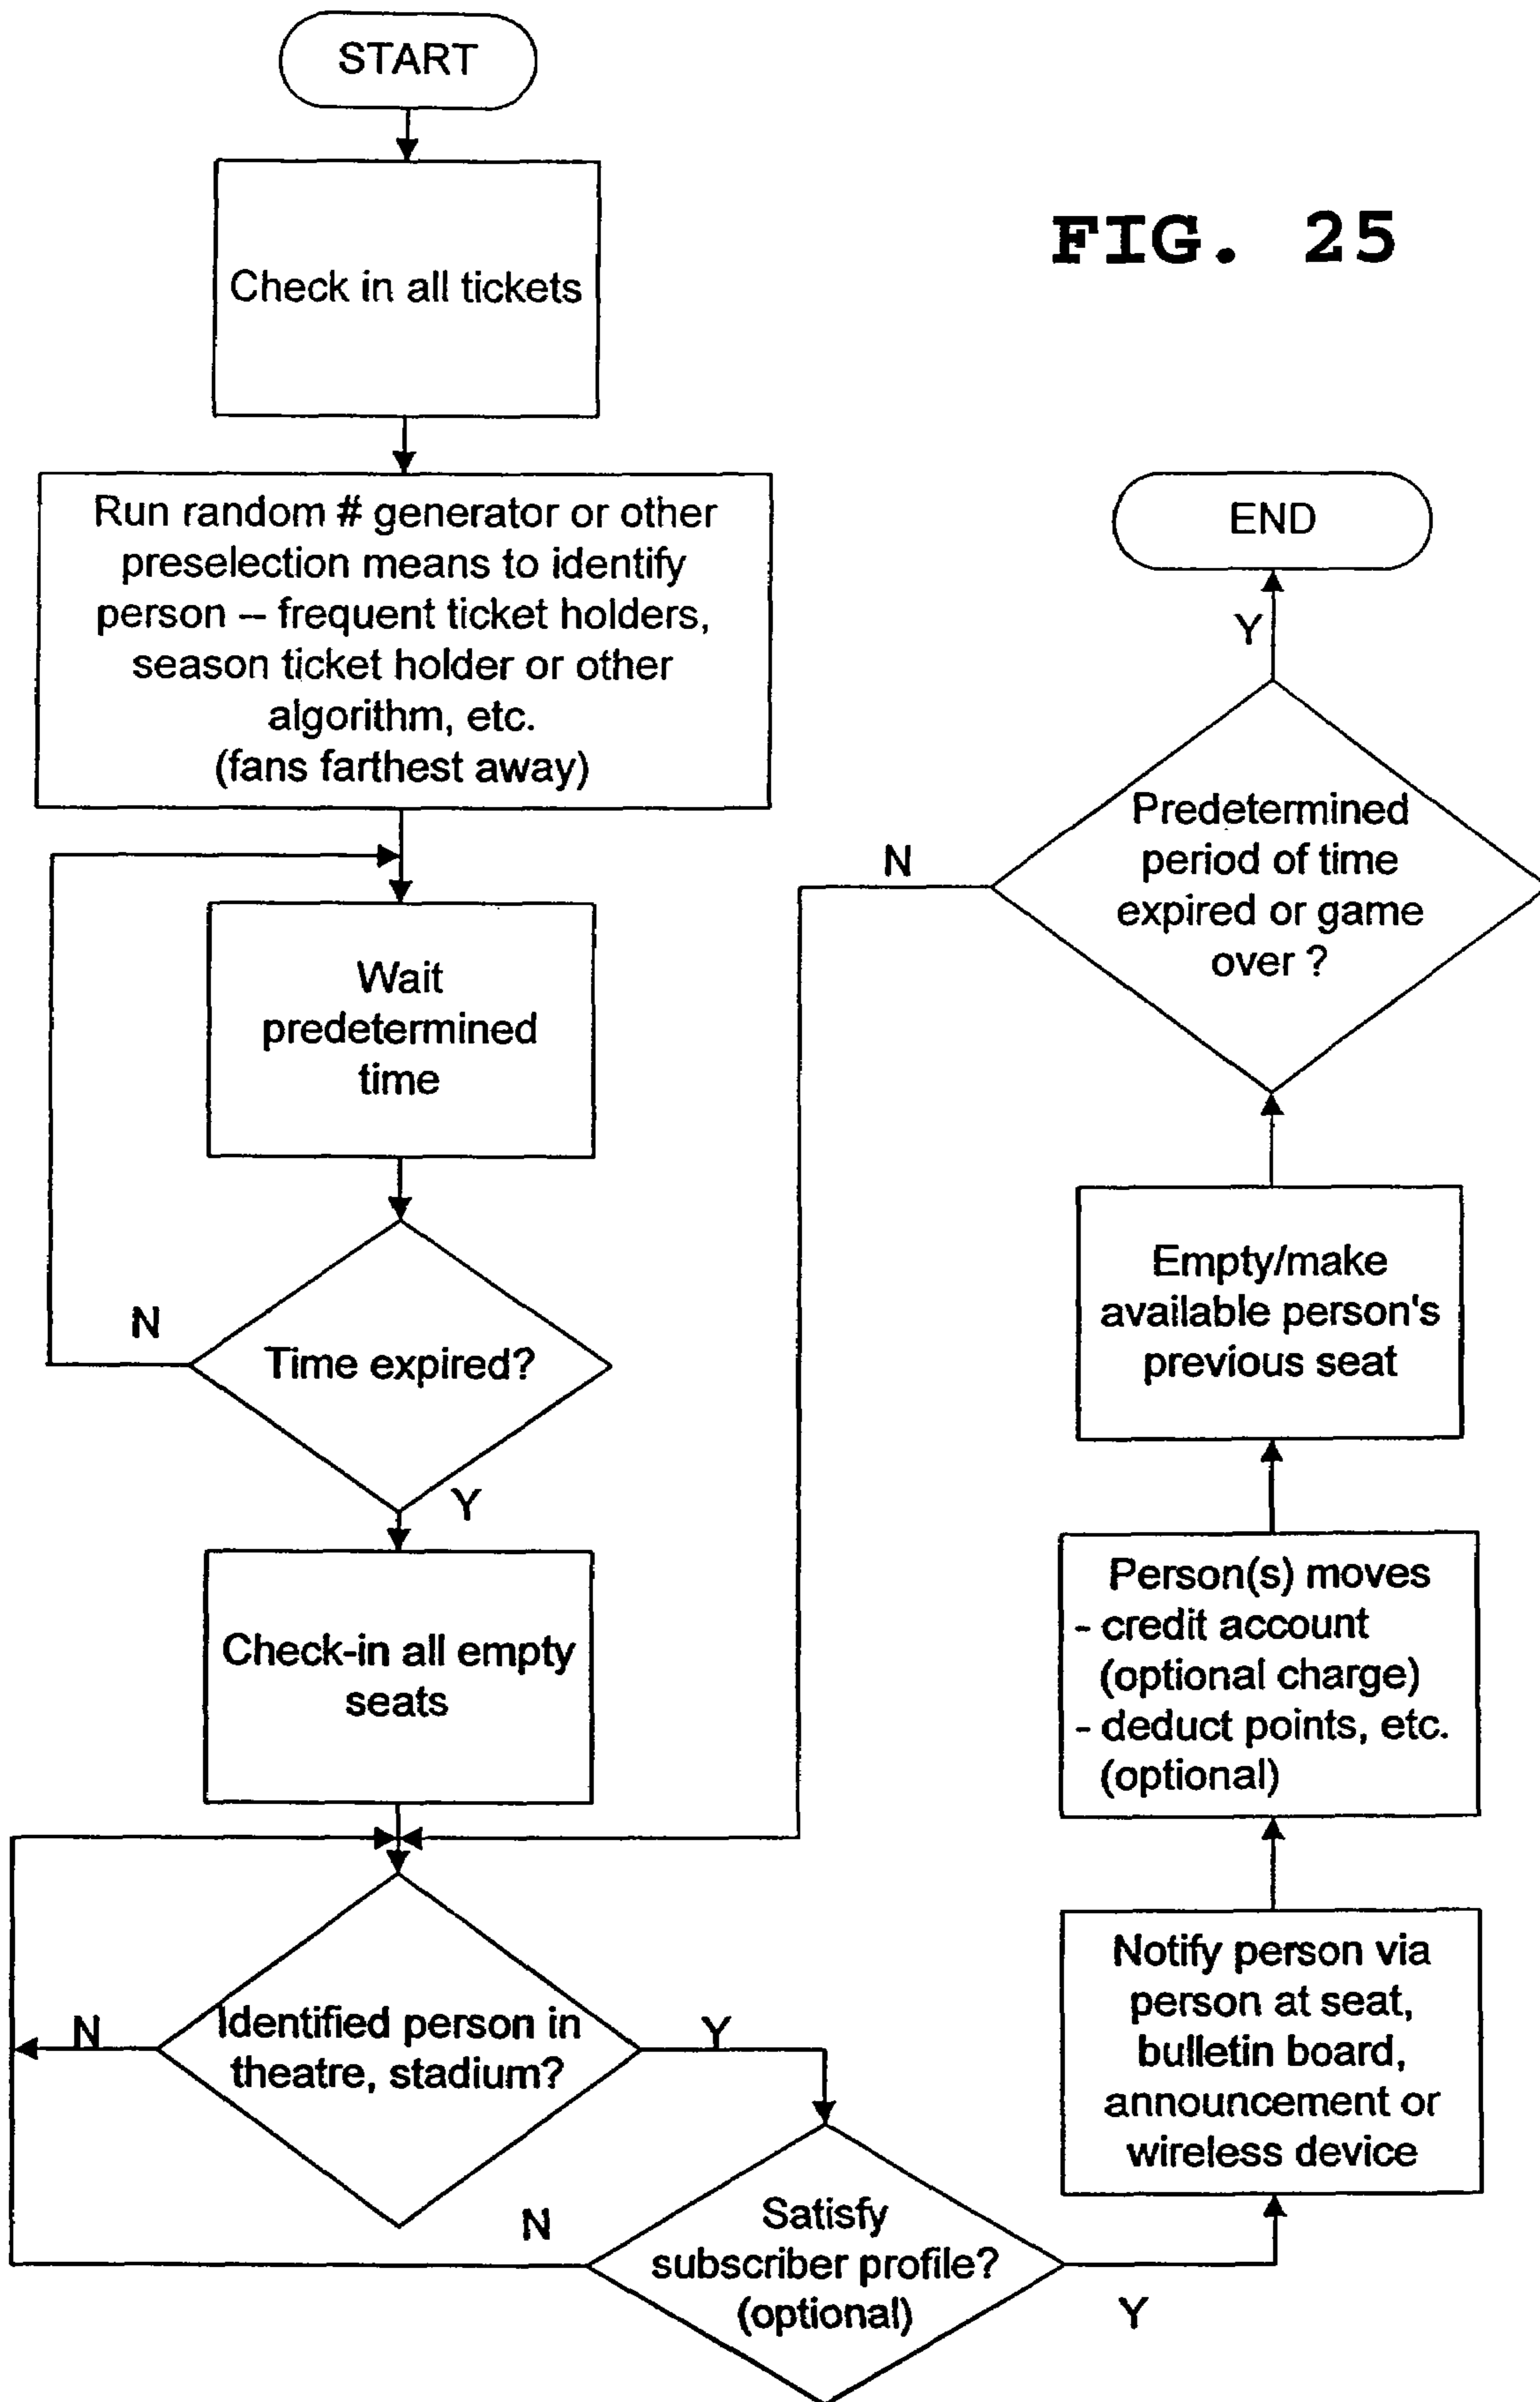 START
FIG. 25
Check in all tickets
Run random # generator or other
preselection means to identify
person -- frequent ticket holders,
season ticket holder or other
algorithm, etc.
(fans farthest away)
Wait
predetermined
time
N
Time expired?
Y
Check-in all empty
seats
N
Identified person in
theatre, stadium?
Y
N
Satisfy
subscriber profile?
(optional)
Y
Notify person via
person at seat,
bulletin board,
announcement or
wireless device
Person(s) moves
- credit account
(optional charge)
- deduct points, etc.
(optional)
Empty/make
available person's
previous seat
N
Predetermined
period of time
expired or game
over ?
Y
END